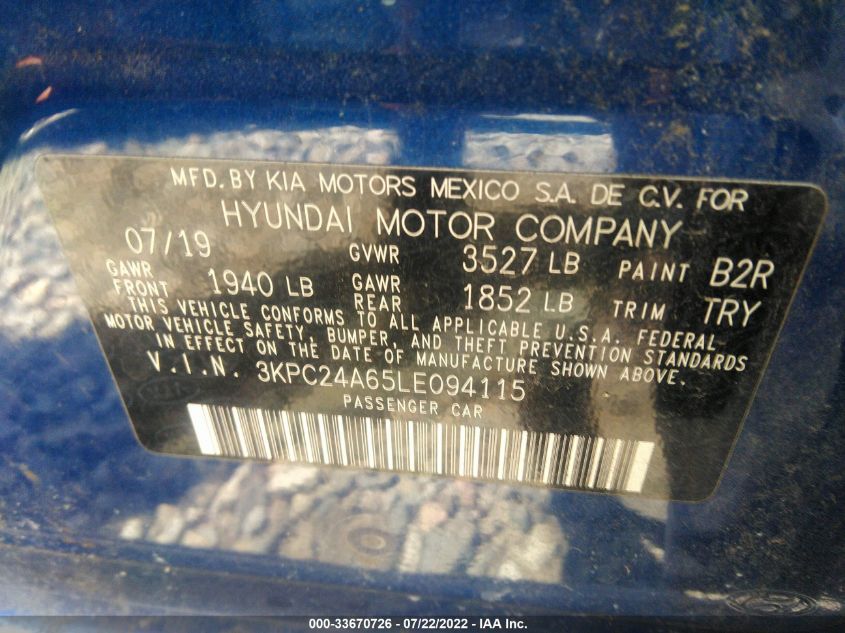 MFD. BY KIA MOTORS MEXICO S.A. DE C.V. FOR
HYUNDAI MOTOR COMPANY
07/19 GVWR 3527 LB PAINT B2R
GAWR FRONT 1940 LB GAWR REAR 1852 LB TRIM TRY
THIS VEHICLE CONFORMS TO ALL APPLICABLE U.S.A. FEDERAL
MOTOR VEHICLE SAFETY, BUMPER, AND THEFT PREVENTION STANDARDS
IN EFFECT ON THE DATE OF MANUFACTURE SHOWN ABOVE.
V.I.N. 3KPC24A65LE094115
PASSENGER CAR
000-33670726 - 07/22/2022 - IAA Inc.